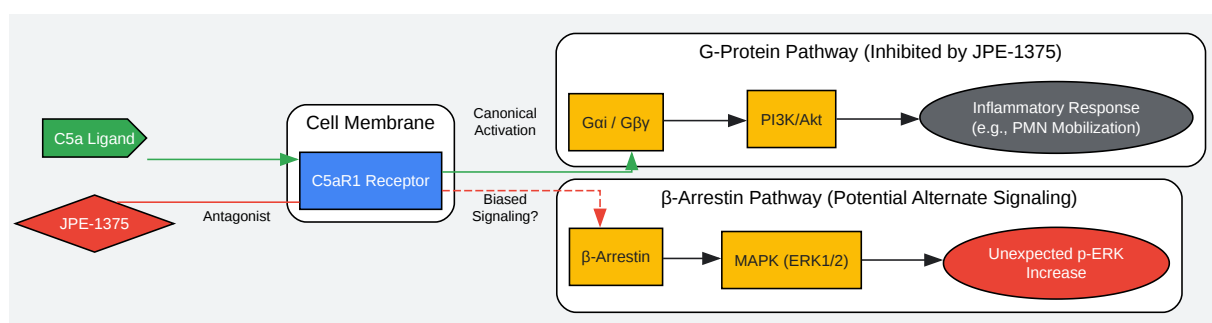 G-Protein Pathway (Inhibited by JPE-1375)
Cell Membrane
Canonical
Activation
C5a Ligand
Gαi / Gβγ
PI3K/Akt
Inflammatory Response
(e.g., PMN Mobilization)
C5aR1 Receptor
JPE-1375
Antagonist
Biased
Signaling?
β-Arrestin Pathway (Potential Alternate Signaling)
β-Arrestin
MAPK (ERK1/2)
Unexpected p-ERK
Increase